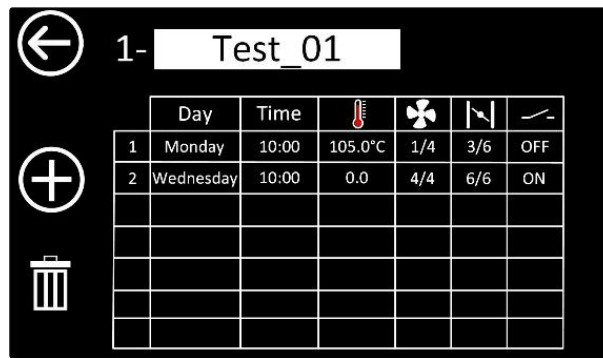 1- Test_01
Day Time
1 Monday 10:00 105.0°C 1/4 3/6 OFF
2 Wednesday 10:00 0.0 4/4 6/6 ON